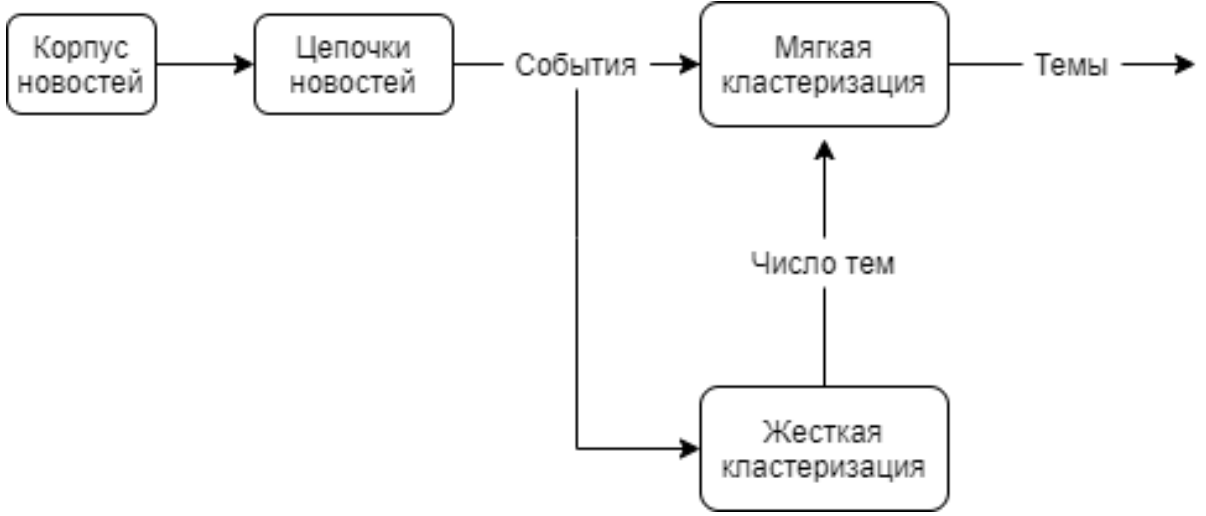 Корпус
новостей
Цепочки
новостей
События
Мягкая
кластеризация
Темы
Число тем
Жесткая
кластеризация